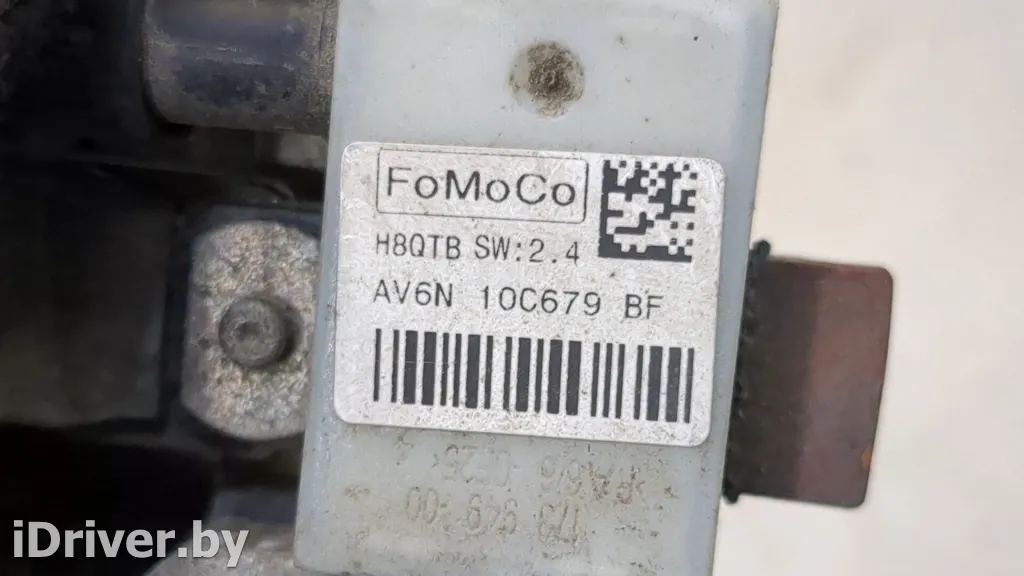 FoMoCo
H8QTB SW:2.4
AV6N 10C679 BF
iDriver.by